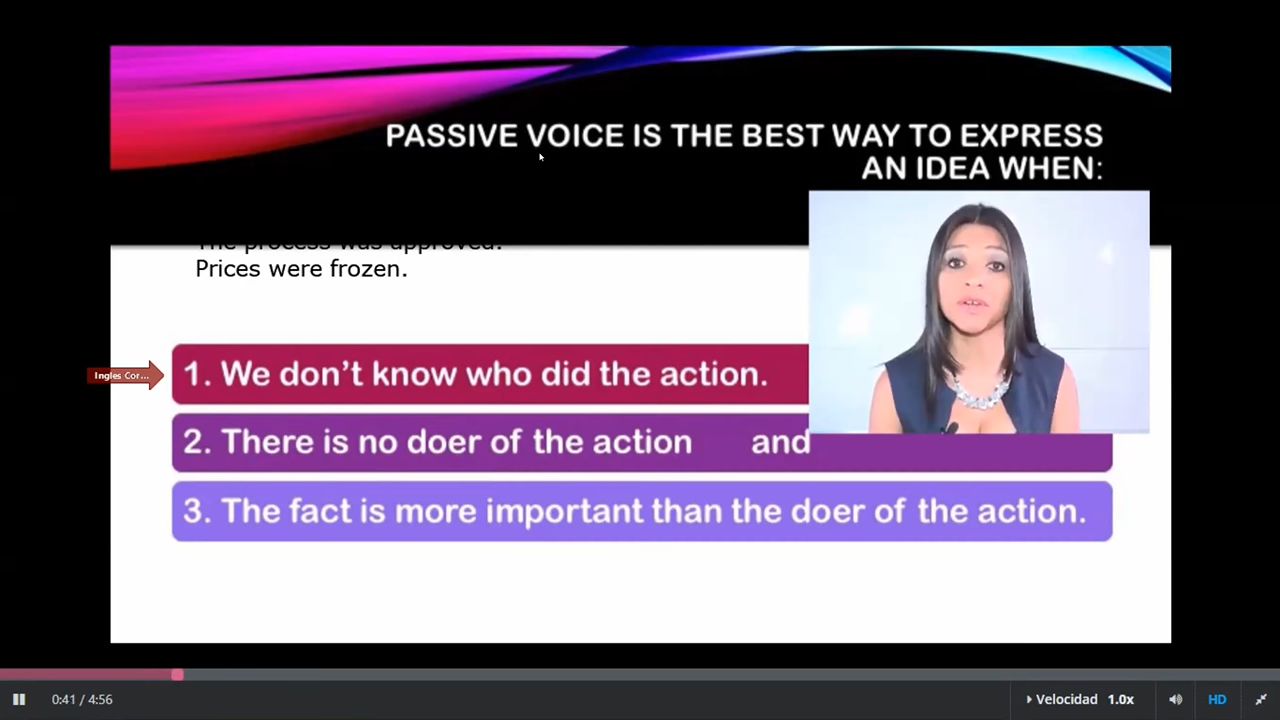 PASSIVE VOICE IS THE BEST WAY TO EXPRESS
AN IDEA WHEN:
The process was approved.
Prices were frozen.
Ingles Cor...
1. We don't know who did the action.
2. There is no doer of the action and
3. The fact is more important than the doer of the action.
0:41 / 4:56
Velocidad 1.0x
HD